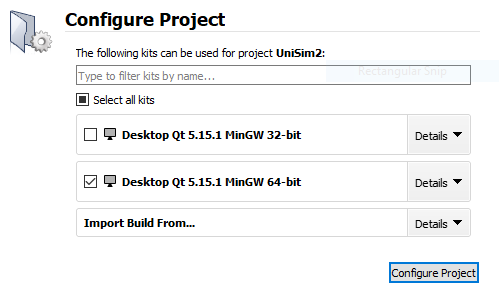 Configure Project
The following kits can be used for project UniSim2:
Type to filter kits by name...
Rectangular Snip
Select all kits
Desktop Qt 5.15.1 MinGW 32-bit
Details
Desktop Qt 5.15.1 MinGW 64-bit
Details
Import Build From...
Details
Configure Project